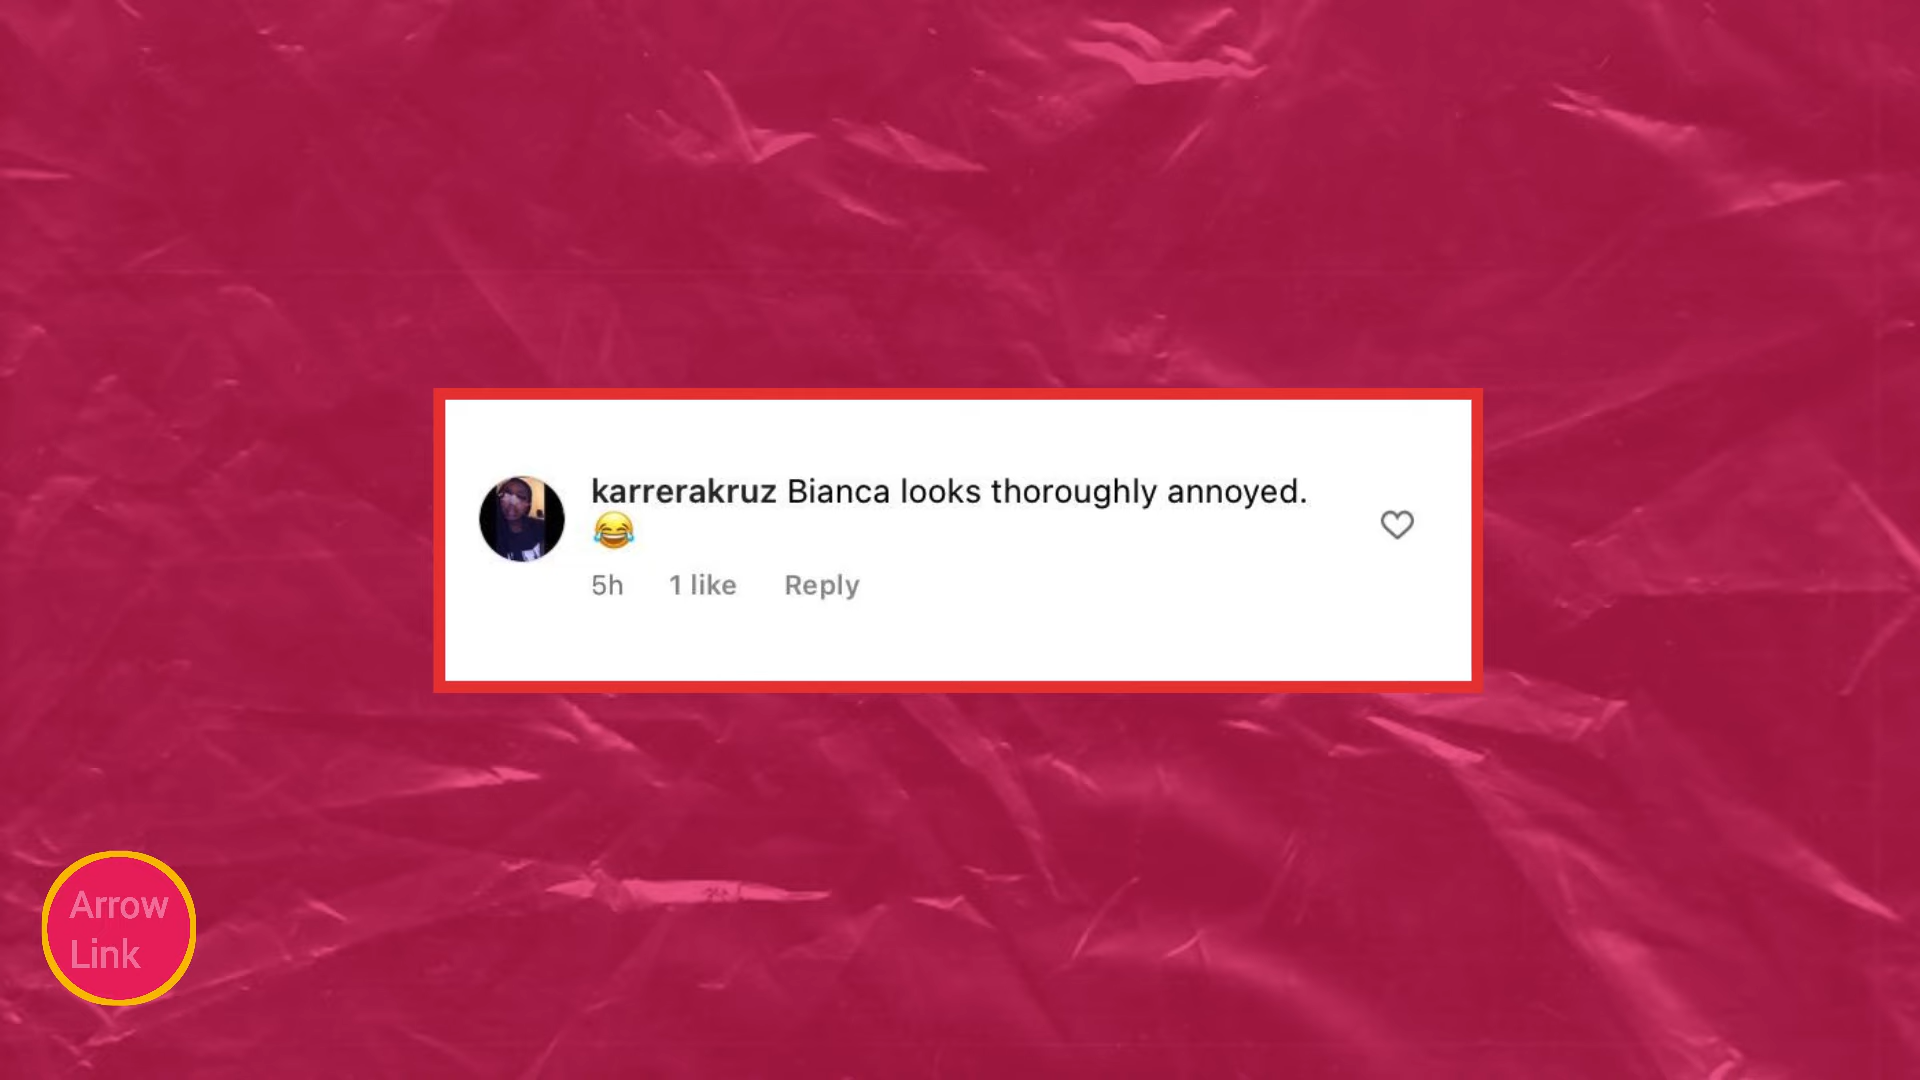 karrerakruz Bianca looks thoroughly annoyed.
😂
5h 1 like Reply
Arrow
Link